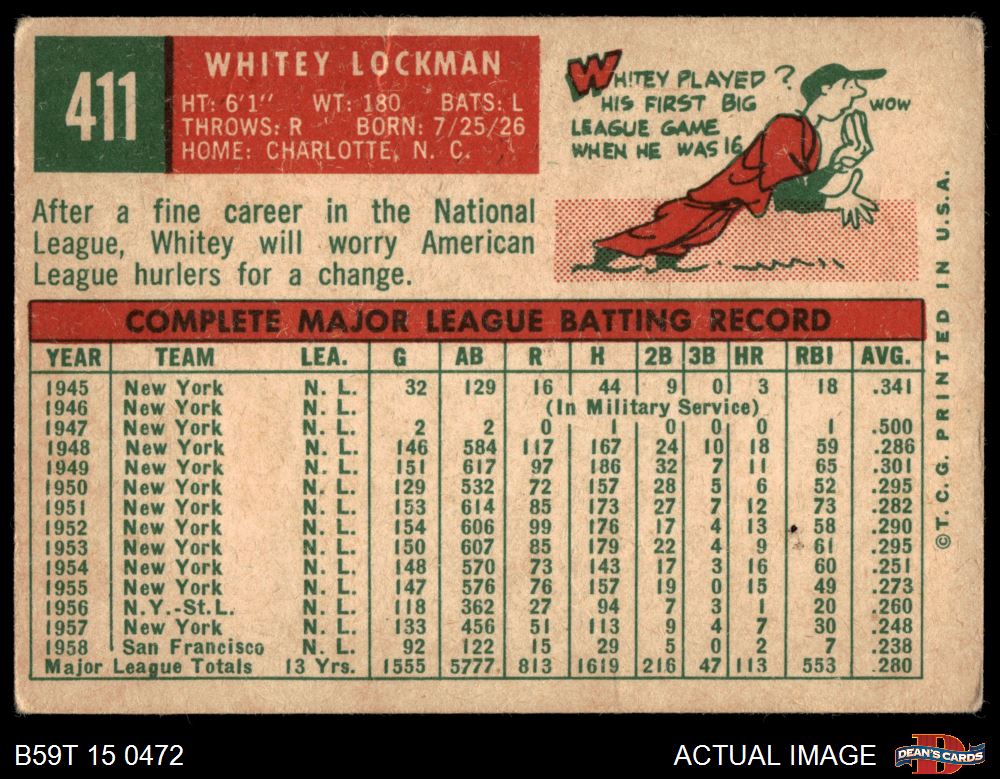 411
WHITEY LOCKMAN
HT: 6'1" WT: 180 BATS: L
THROWS: R BORN: 7/25/26
HOME: CHARLOTTE, N. C.
WHITEY PLAYED ?
HIS FIRST BIG
LEAGUE GAME
WHEN HE WAS 16
WOW
After a fine career in the National
League, Whitey will worry American
League hurlers for a change.
COMPLETE MAJOR LEAGUE BATTING RECORD
YEAR TEAM LEA. G AB R H 2B 3B HR RBI AVG.
1945 New York N. L. 32 129 16 44 9 0 3 18 .341
1946 New York N. L. (In Military Service)
1947 New York N. L. 2 2 0 1 0 0 0 1 .500
1948 New York N. L. 146 584 117 167 24 10 18 59 .286
1949 New York N. L. 151 617 97 186 32 7 11 65 .301
1950 New York N. L. 129 532 72 157 28 5 6 52 .295
1951 New York N. L. 153 614 85 173 27 7 12 73 .282
1952 New York N. L. 154 606 99 176 17 4 13 58 .290
1953 New York N. L. 150 607 85 179 22 4 9 61 .295
1954 New York N. L. 148 570 73 143 17 3 16 60 .251
1955 New York N. L. 147 576 76 157 19 0 15 49 .273
1956 N.Y.-St.L. N. L. 118 362 27 94 7 3 1 20 .260
1957 New York N. L. 133 456 51 113 9 4 7 30 .248
1958 San Francisco N. L. 92 122 15 29 5 0 2 7 .238
Major League Totals 13 Yrs. 1555 5777 813 1619 216 47 113 553 .280
© T. C. G. PRINTED IN U.S.A.
B59T 15 0472
ACTUAL IMAGE
DEAN'S CARDS